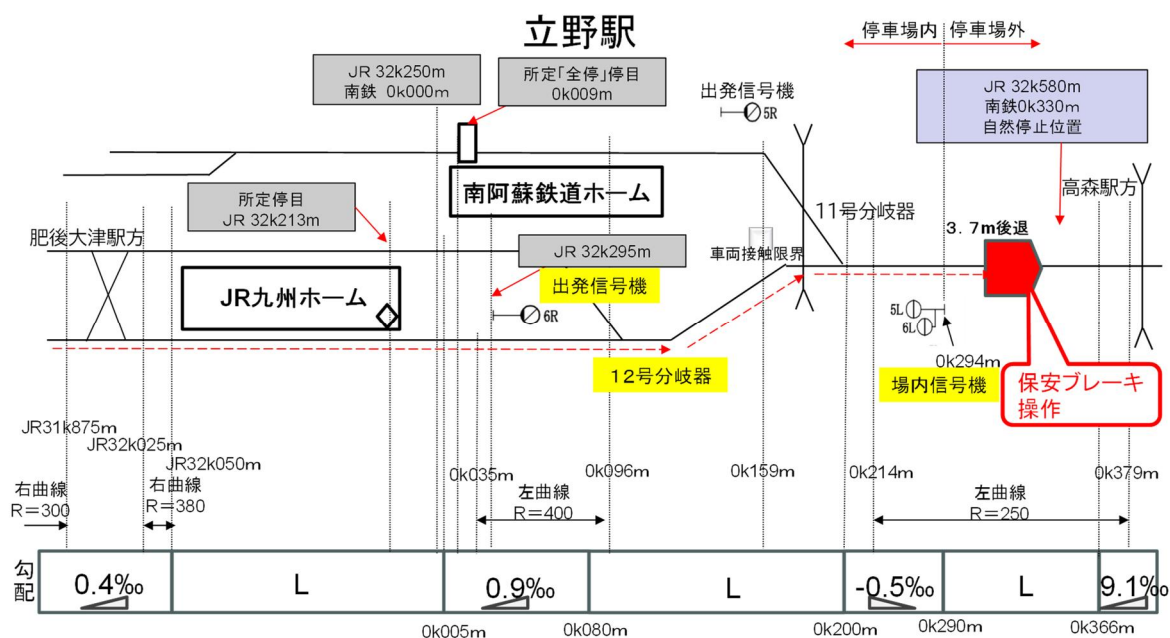 立野駅
停車場内
停車場外
JR 32k250m
南鉄 0k000m
所定「全停」停目
0k009m
出発信号機
5R
JR 32k580m
南鉄0k330m
自然停止位置
南阿蘇鉄道ホーム
所定停目
JR 32k213m
11号分岐器
高森駅方
3.7m後退
肥後大津駅方
JR 32k295m
車両接触限界
出発信号機
JR九州ホーム
6R
5L
6L
0k294m
12号分岐器
場内信号機
保安ブレーキ
操作
JR31k875m
JR32k025m
JR32k050m
0k035m
0k096m
0k159m
0k214m
0k379m
右曲線
R=300
右曲線
R=380
左曲線
R=400
左曲線
R=250
勾配
0.4‰
L
0.9‰
L
-0.5‰
L
9.1‰
0k005m
0k080m
0k200m
0k290m
0k366m